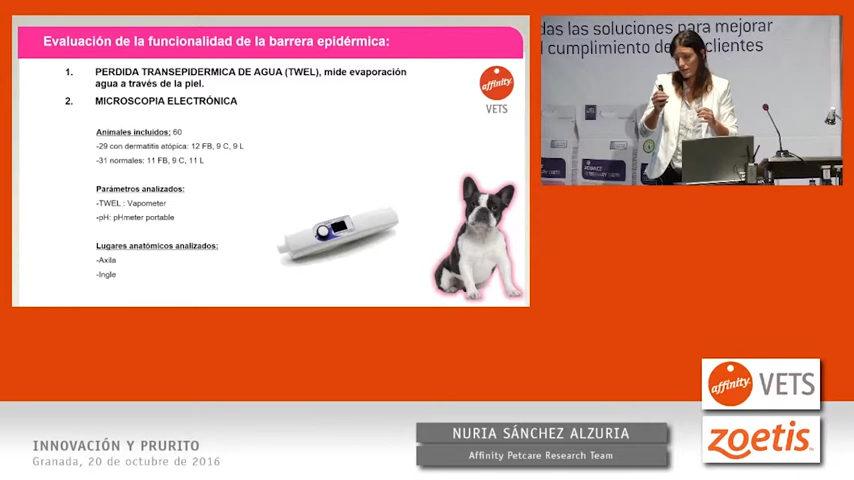 Evaluación de la funcionalidad de la barrera epidérmica:
1. PERDIDA TRANSEPIDERMICA DE AGUA (TWEL), mide evaporación
agua a través de la piel.
2. MICROSCOPIA ELECTRÓNICA
affinity
VETS
Animales incluidos: 60
-29 con dermatitis atópica: 12 FB, 9 C, 9 L
-31 normales: 11 FB, 9 C, 11 L
Parámetros analizados:
-TWEL : Vapometer
-pH: pHmeter portable
Lugares anatómicos analizados:
-Axila
-Ingle
das las soluciones para mejorar
l cumplimiento de clientes
affinity VETS
zoetis
NURIA SÁNCHEZ ALZURIA
Affinity Petcare Research Team
INNOVACIÓN Y PRURITO
Granada, 20 de octubre de 2016